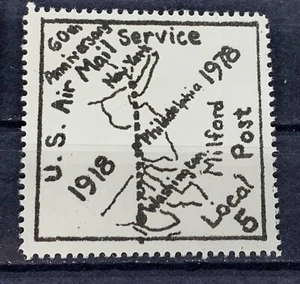 60th
Anniversary
U.S. Air Mail Service
New York
Philadelphia
Washington
1918
1978
Milford
Local Post
5